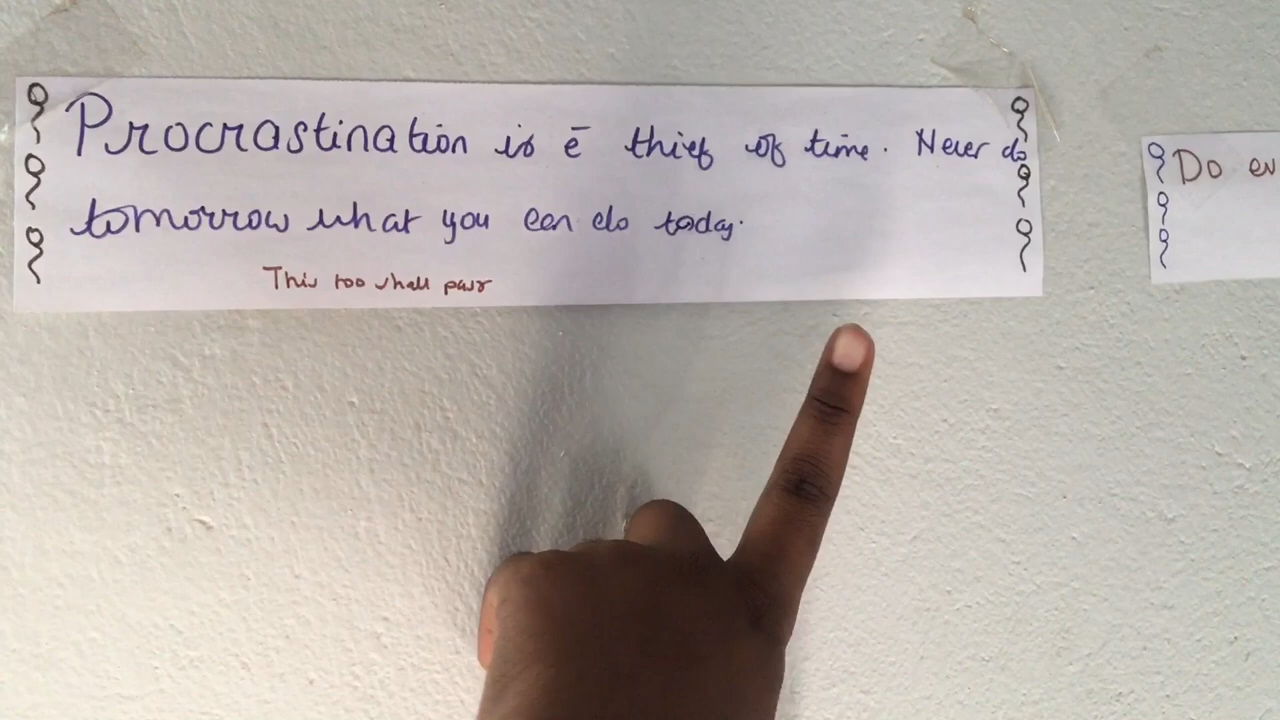 Procrastination is ē thief of time. Never do
tomorrow what you can do today.
This too shall pass
Do